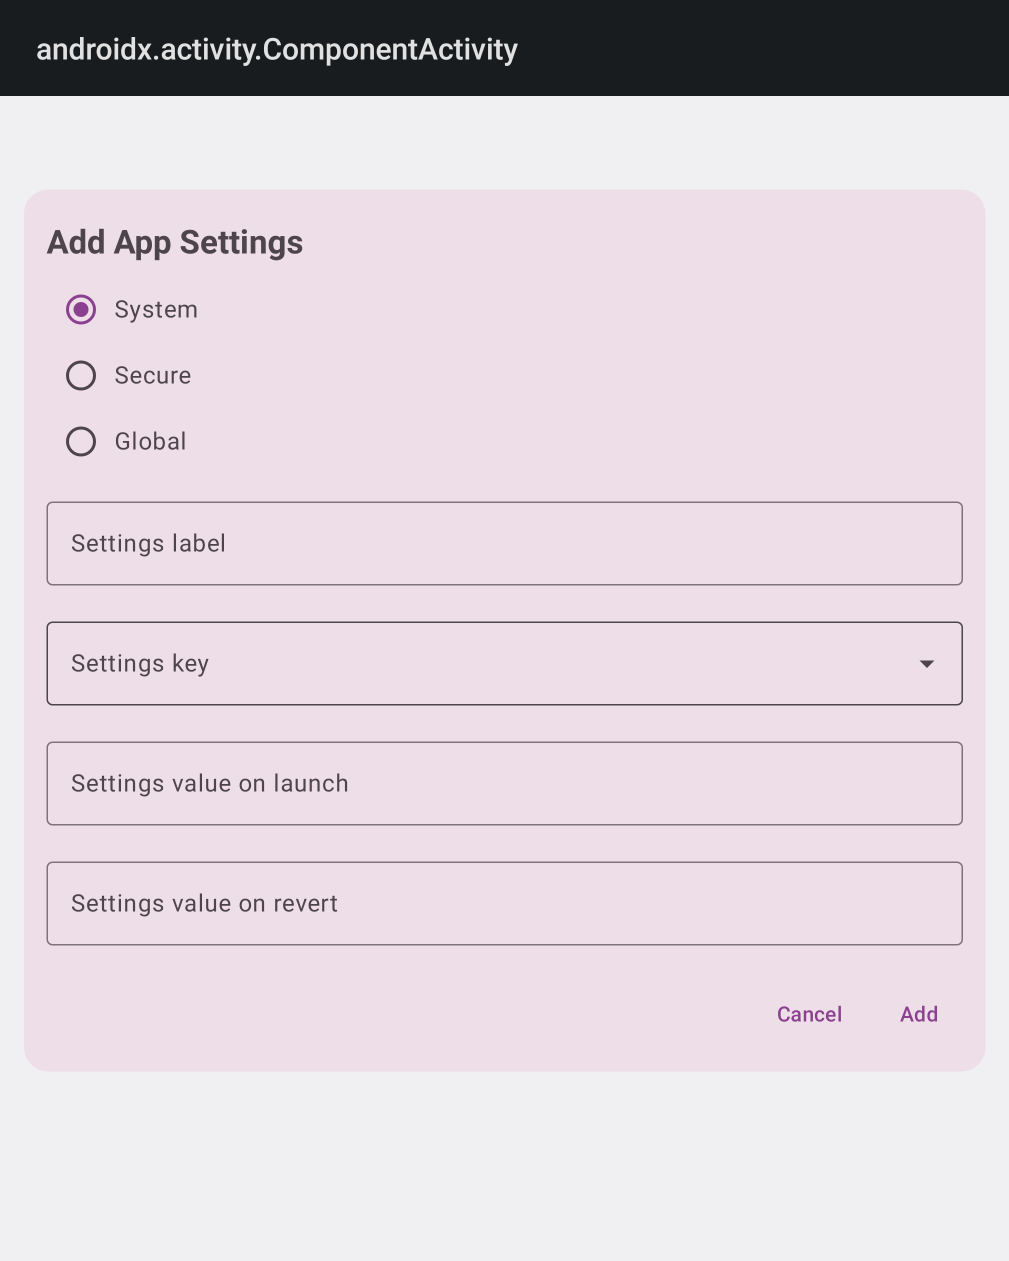 androidx.activity.ComponentActivity
Add App Settings
System
Secure
Global
Settings label
Settings key
Settings value on launch
Settings value on revert
Cancel Add